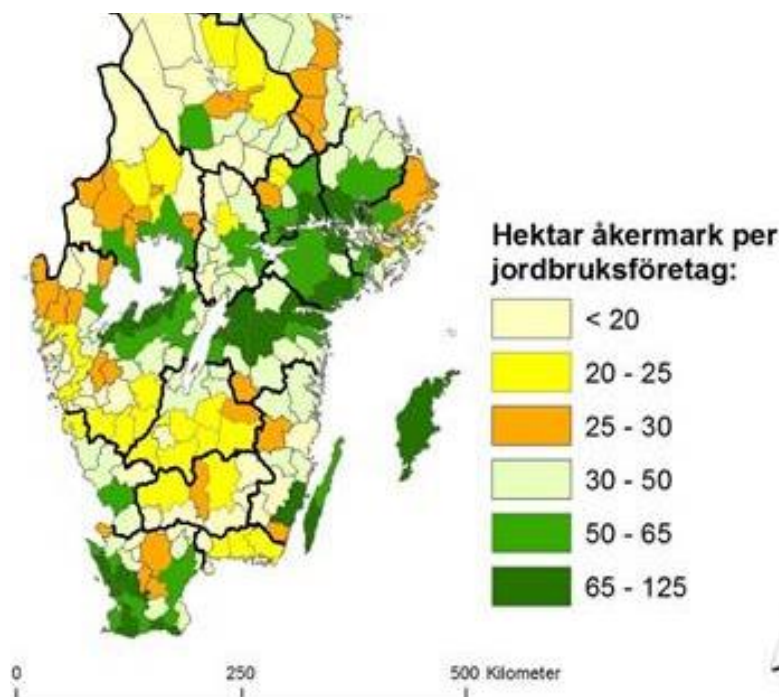 Hektar åkermark per
jordbruksföretag:
< 20
20 - 25
25 - 30
30 - 50
50 - 65
65 - 125
0 250 500 Kilometer